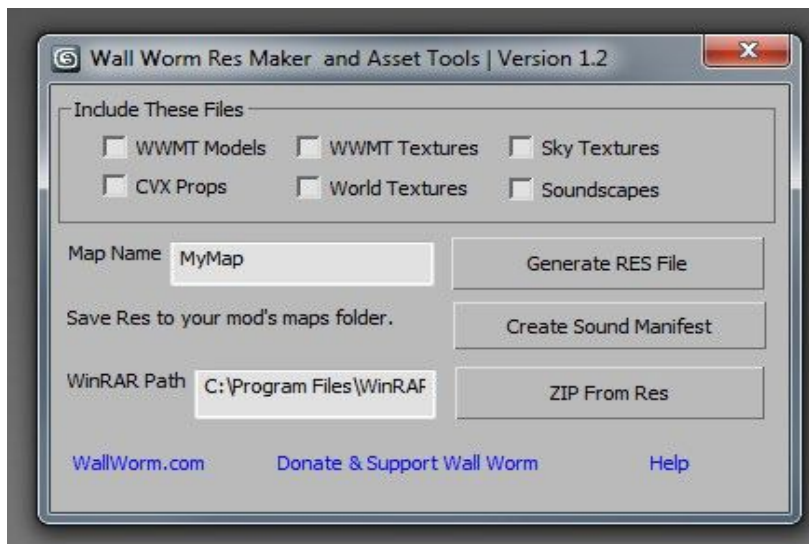 Wall Worm Res Maker and Asset Tools | Version 1.2
Include These Files
WWMT Models WWMT Textures Sky Textures
CVX Props World Textures Soundscapes
Map Name MyMap Generate RES File
Save Res to your mod's maps folder. Create Sound Manifest
WinRAR Path C:\Program Files\WinRAR ZIP From Res
WallWorm.com Donate & Support Wall Worm Help